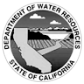 DEPARTMENT OF WATER RESOURCES
STATE OF CALIFORNIA